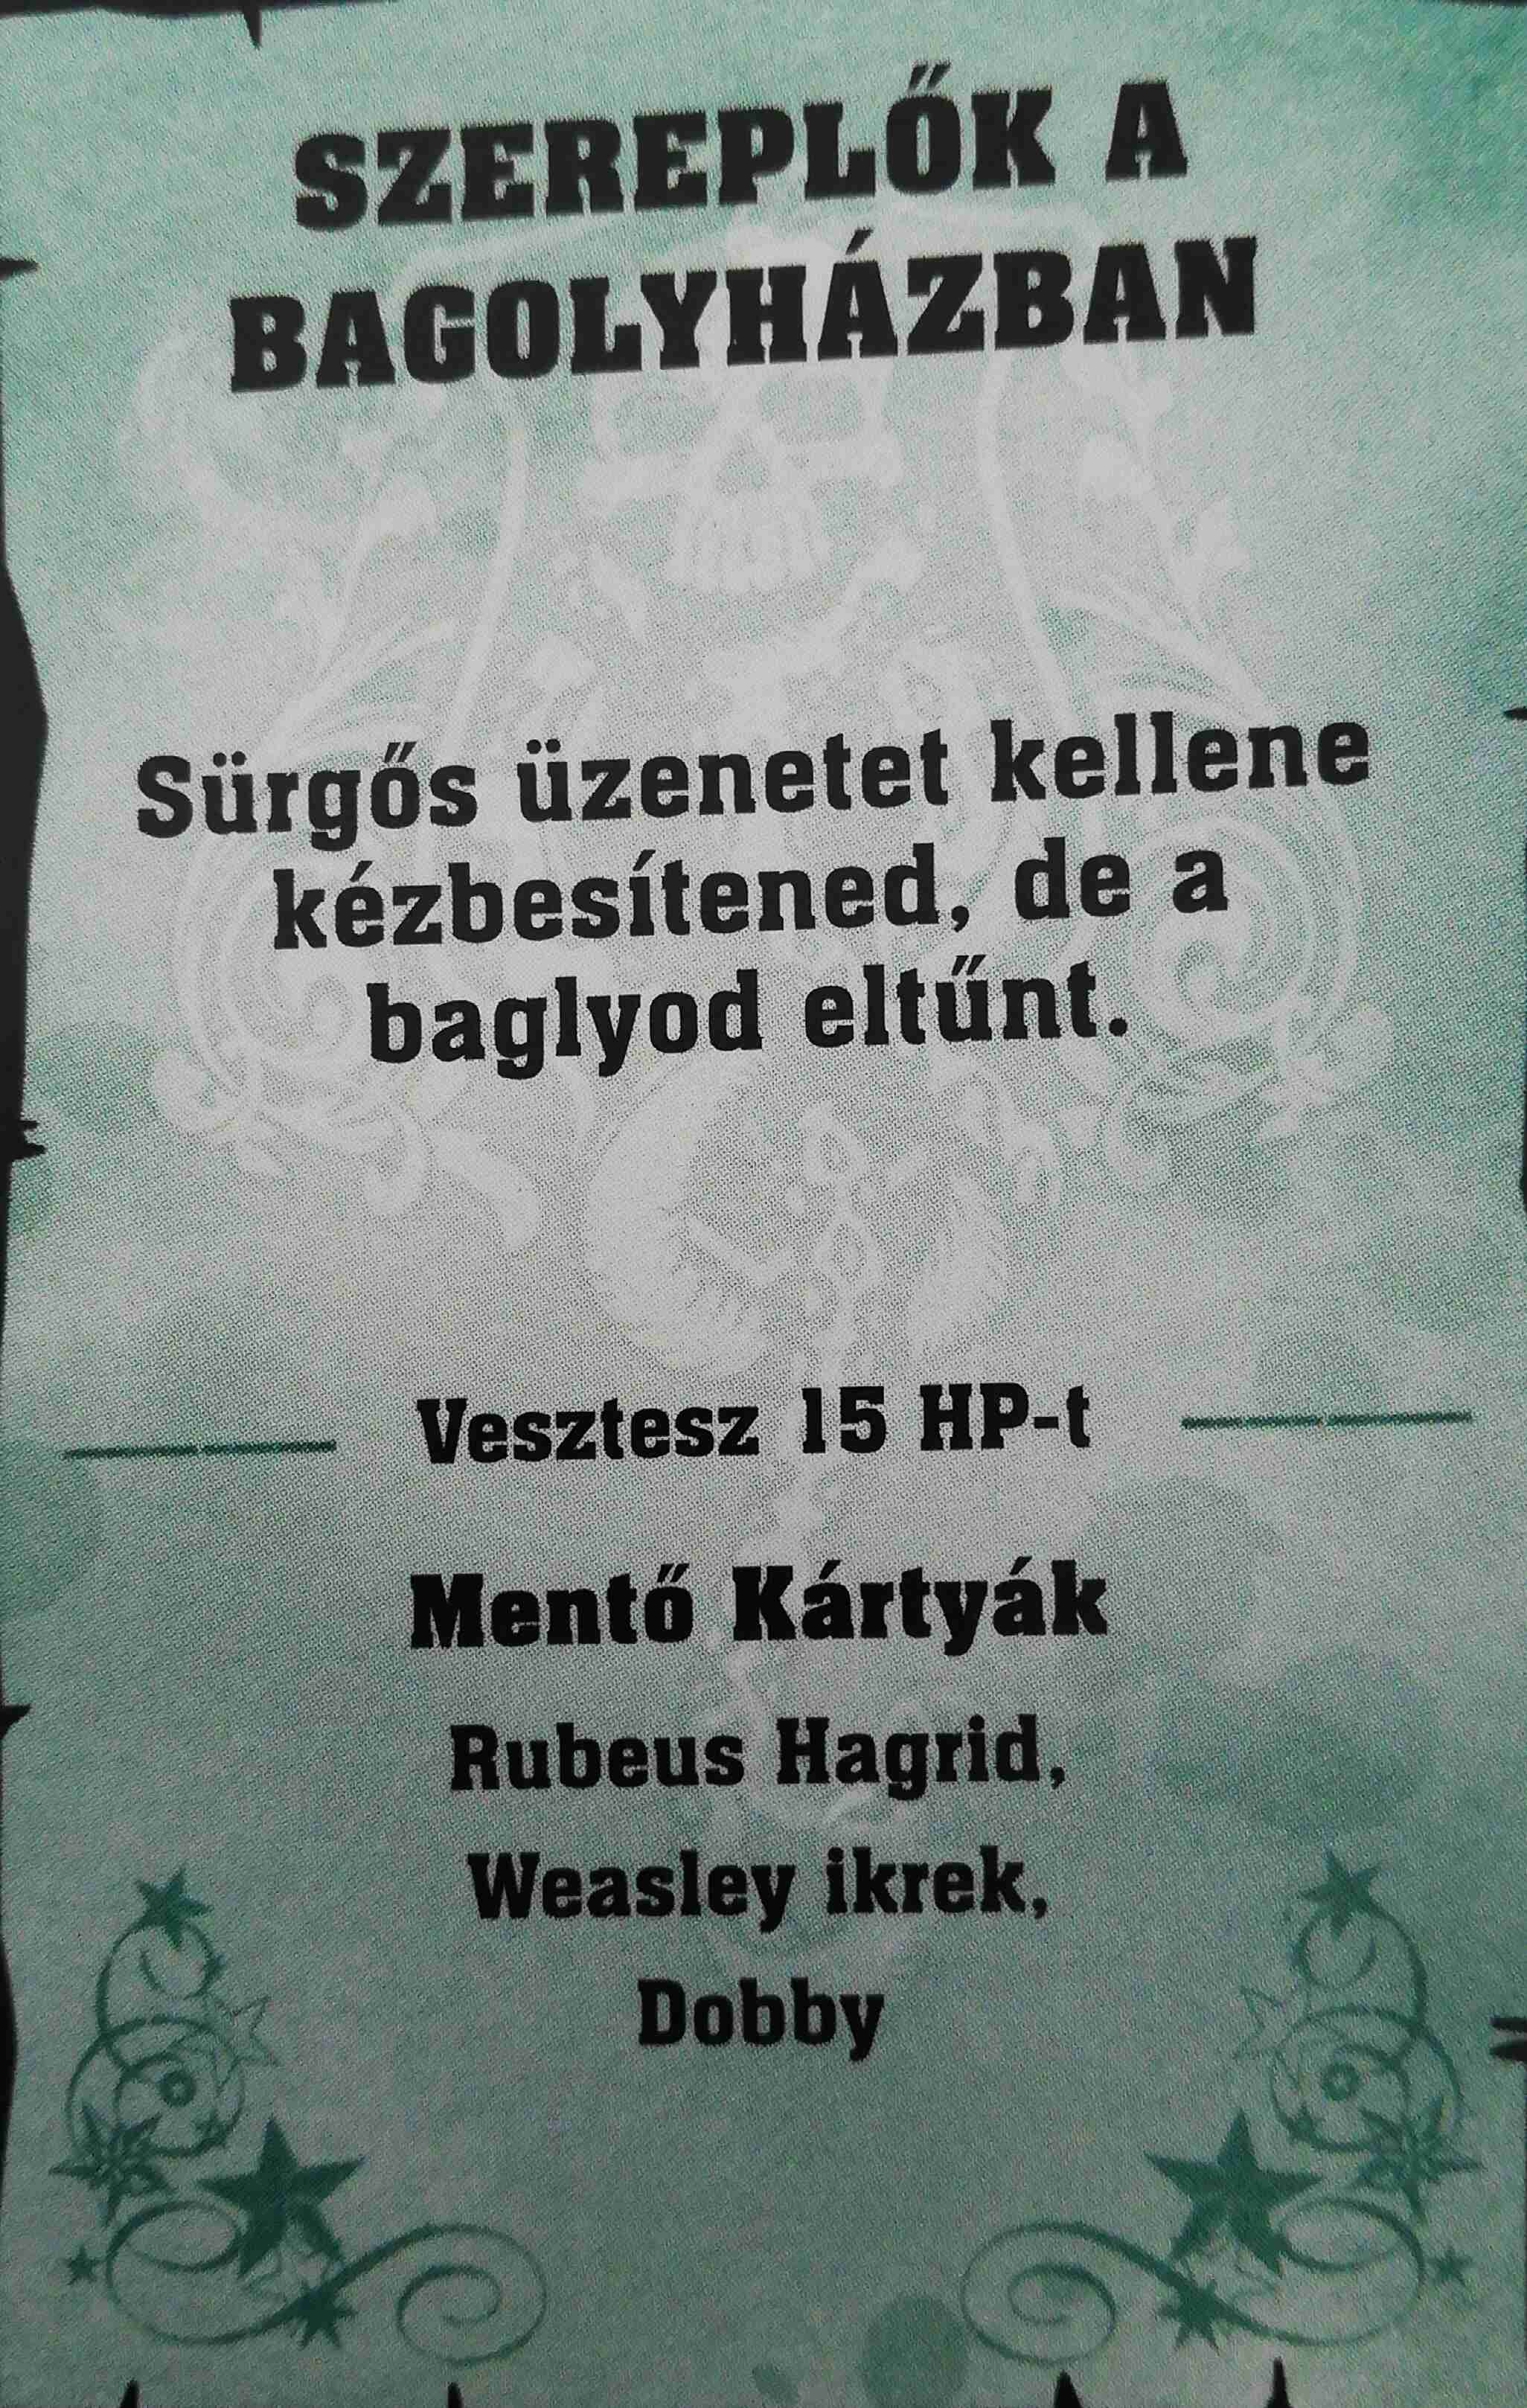 SZEREPLŐK A
BAGOLYHÁZBAN
Sürgős üzenetet kellene
kézbesítened, de a
baglyod eltűnt.
Vesztesz 15 HP-t
Mentő Kártyák
Rubeus Hagrid,
Weasley ikrek,
Dobby